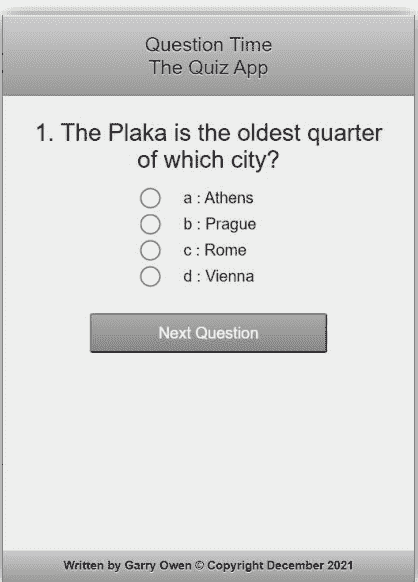 Question Time
The Quiz App
1. The Plaka is the oldest quarter
of which city?
a : Athens
b : Prague
c : Rome
d : Vienna
Next Question
Written by Garry Owen © Copyright December 2021